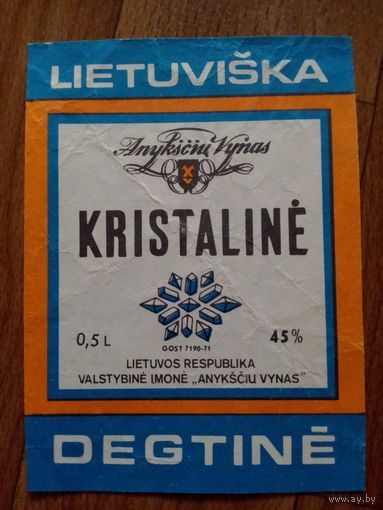 LIETUVIŠKA
Anykščių Vynas
KRISTALINĖ
0,5 L
45%
GOST 7190-71
LIETUVOS RESPUBLIKA
VALSTYBINĖ ĮMONĖ „ANYKŠČIŲ VYNAS"
DEGTINĖ
www.ay.by